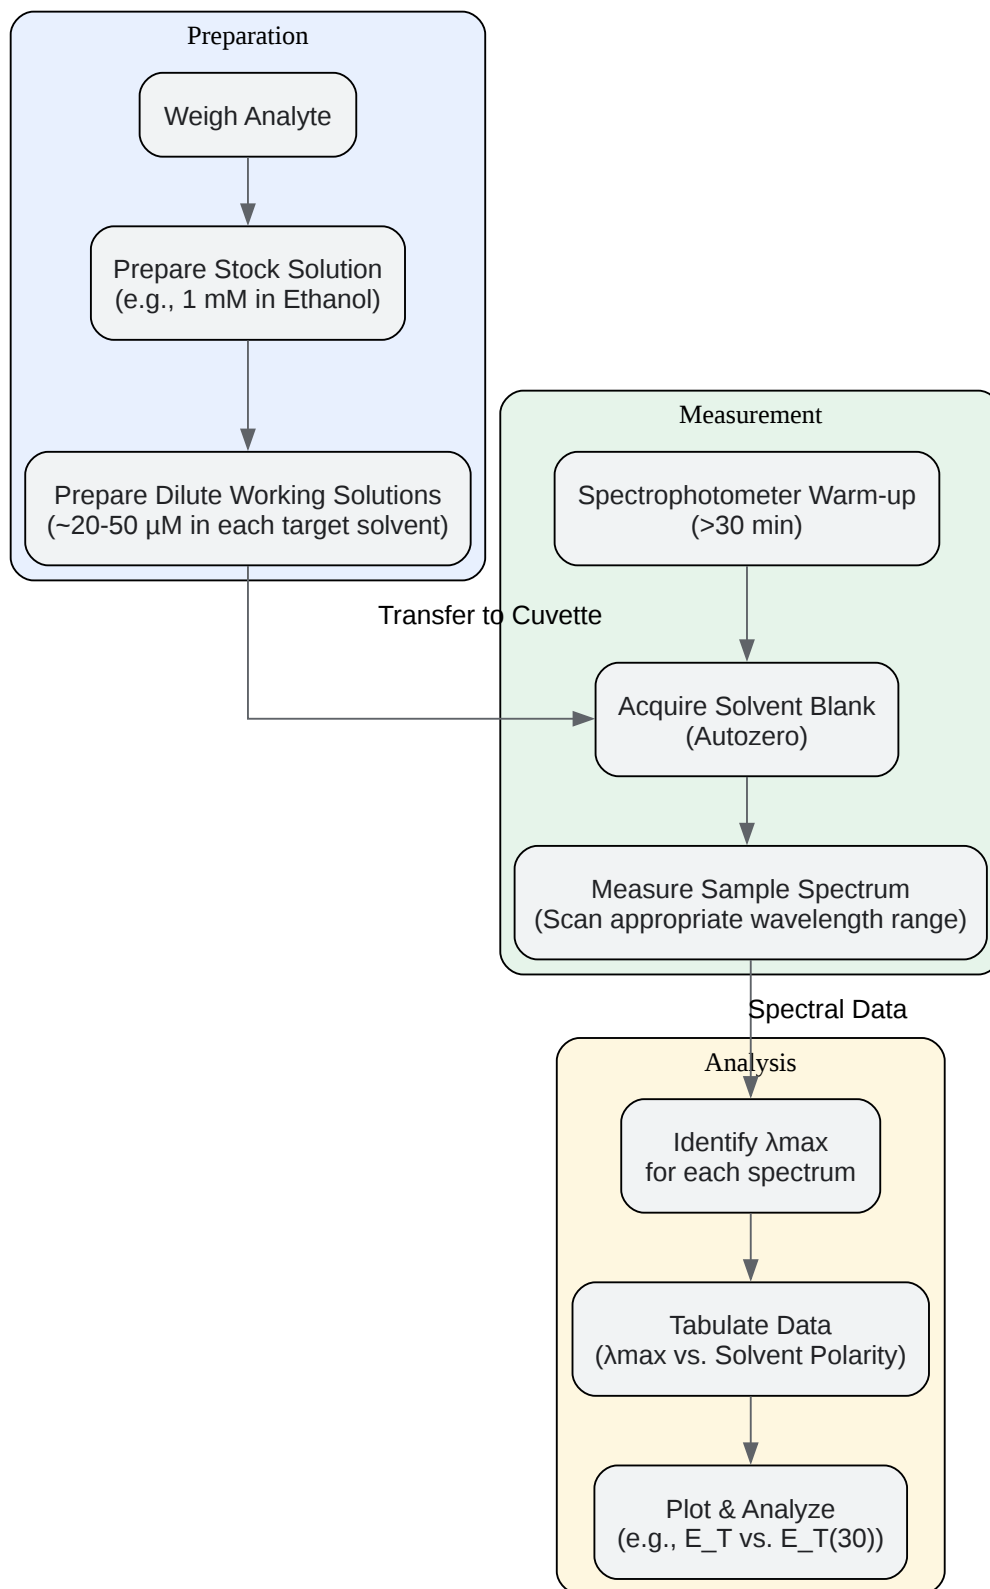 Preparation
Weigh Analyte
Prepare Stock Solution
(e.g., 1 mM in Ethanol)
Prepare Dilute Working Solutions
(~20-50 µM in each target solvent)
Measurement
Spectrophotometer Warm-up
(>30 min)
Transfer to Cuvette
Acquire Solvent Blank
(Autozero)
Measure Sample Spectrum
(Scan appropriate wavelength range)
Spectral Data
Analysis
Identify λmax
for each spectrum
Tabulate Data
(λmax vs. Solvent Polarity)
Plot & Analyze
(e.g., E_T vs. E_T(30))